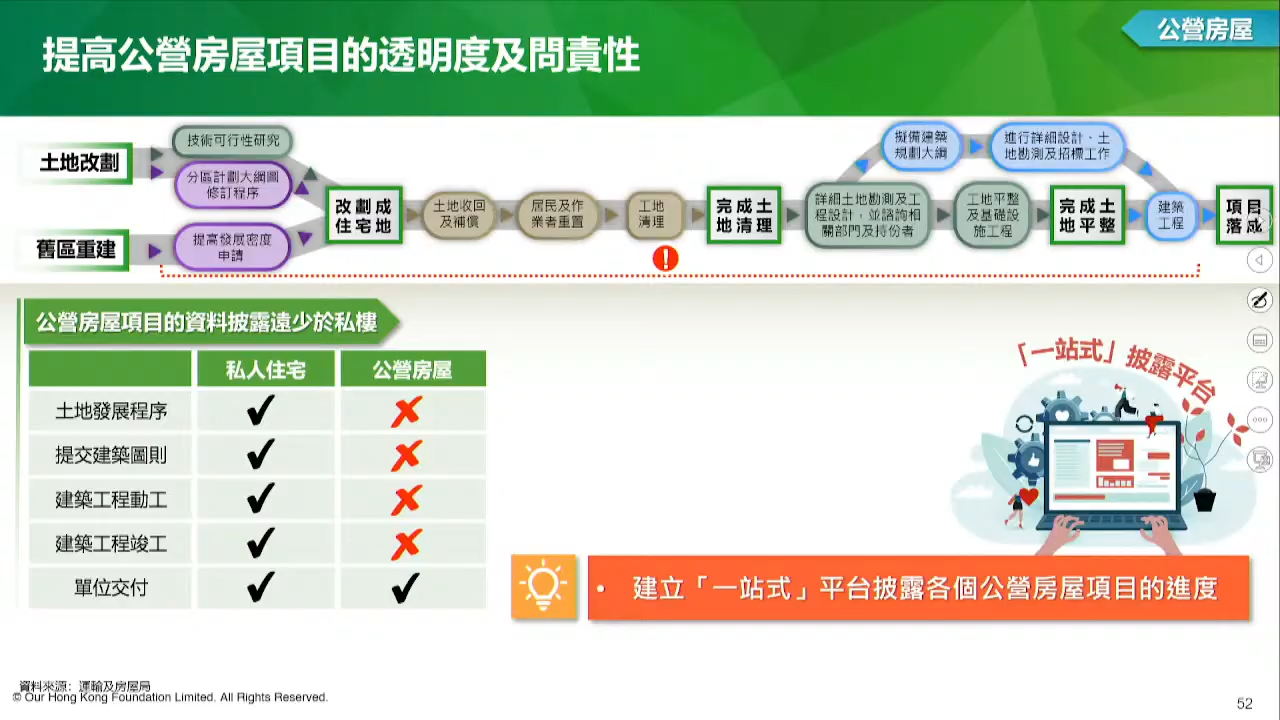 提高公營房屋項目的透明度及問責性
公營房屋
土地改劃
技術可行性研究
分區計劃大綱圖
修訂程序
舊區重建
提高發展密度
申請
改劃成
住宅地
土地收回
及補償
居民及作
業者重置
工地
清理
完成土
地清理
詳細土地勘測及工
程設計，並諮詢相
關部門及持份者
工地平整
及基礎設
施工程
擬備建築
規劃大綱
進行詳細設計、土
地勘測及招標工作
完成土
地平整
建築
工程
項目
落成
!
公營房屋項目的資料披露遠少於私樓
私人住宅 公營房屋
土地發展程序 ✔ ✘
提交建築圖則 ✔ ✘
建築工程動工 ✔ ✘
建築工程竣工 ✔ ✘
單位交付 ✔ ✔
「一站式」披露平台
• 建立「一站式」平台披露各個公營房屋項目的進度
資料來源：運輸及房屋局
© Our Hong Kong Foundation Limited. All Rights Reserved.
52